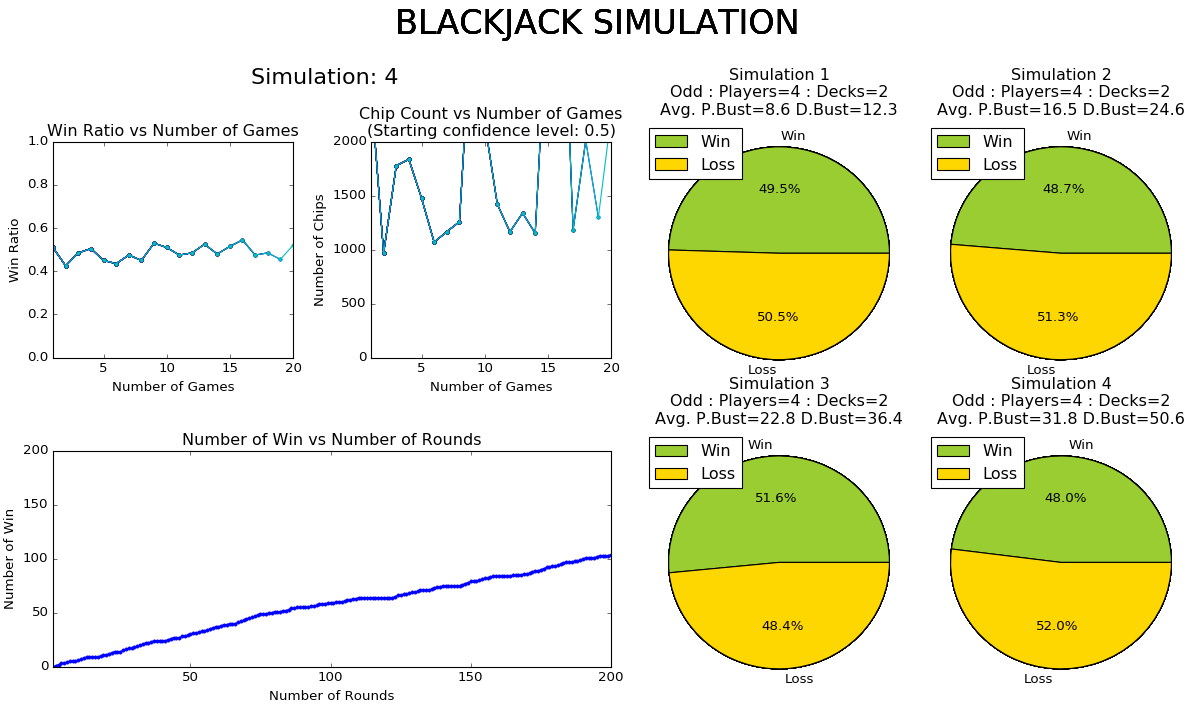 BLACKJACK SIMULATION
Simulation: 4
Win Ratio vs Number of Games
1.0
0.8
0.6
0.4
0.2
0.0
Win Ratio
5
10
15
20
Number of Games
Chip Count vs Number of Games
(Starting confidence level: 0.5)
2000
1500
1000
500
0
Number of Chips
5
10
15
20
Number of Games
Number of Win vs Number of Rounds
200
150
100
50
0
Number of Win
50
100
150
200
Number of Rounds
Simulation 1
Odd : Players=4 : Decks=2
Avg. P.Bust=8.6 D.Bust=12.3
Win
Loss
Win
49.5%
50.5%
Loss
Simulation 2
Odd : Players=4 : Decks=2
Avg. P.Bust=16.5 D.Bust=24.6
Win
Loss
Win
48.7%
51.3%
Loss
Simulation 3
Odd : Players=4 : Decks=2
Avg. P.Bust=22.8 D.Bust=36.4
Win
Loss
Win
51.6%
48.4%
Loss
Simulation 4
Odd : Players=4 : Decks=2
Avg. P.Bust=31.8 D.Bust=50.6
Win
Loss
Win
48.0%
52.0%
Loss